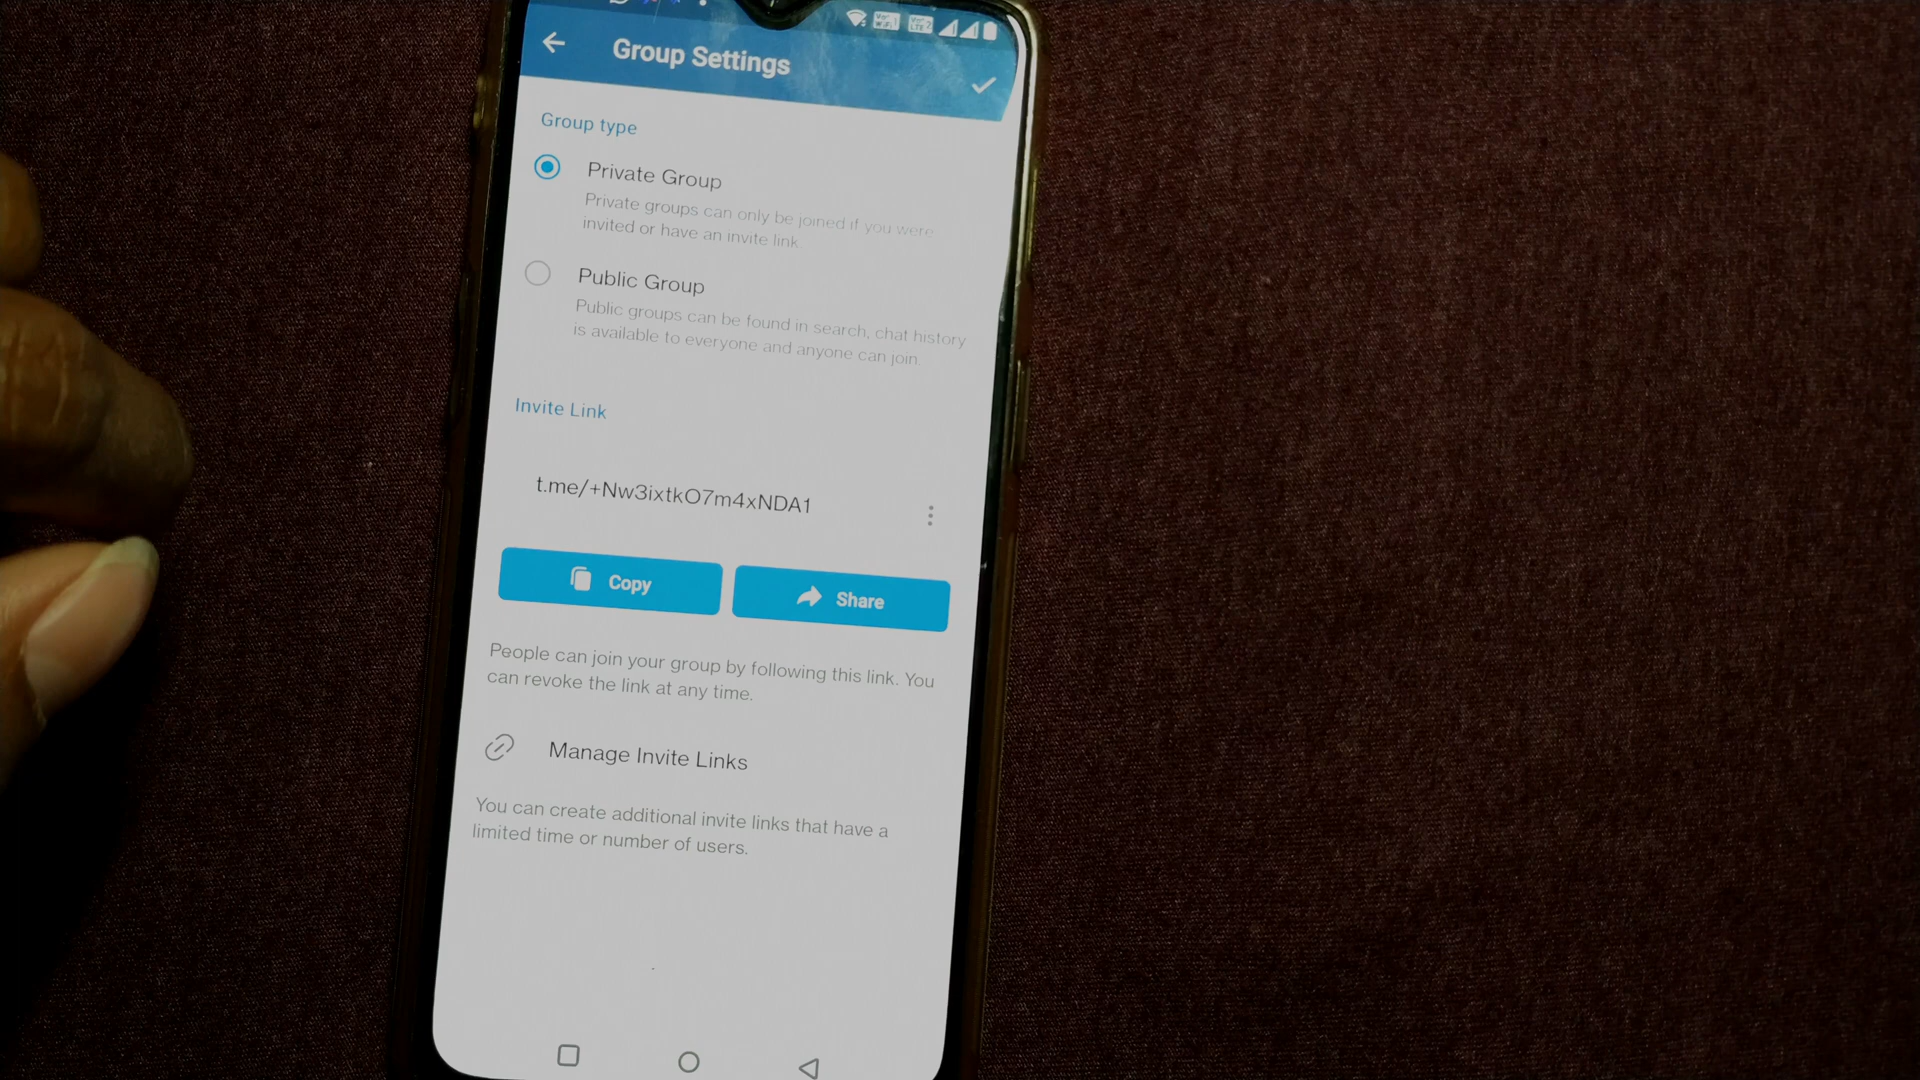 Group Settings
Group type
Private Group
Private groups can only be joined if you were
invited or have an invite link.
Public Group
Public groups can be found in search, chat history
is available to everyone and anyone can join.
Invite Link
t.me/+Nw3ixtkO7m4xNDA1
Copy
Share
People can join your group by following this link. You
can revoke the link at any time.
Manage Invite Links
You can create additional invite links that have a
limited time or number of users.